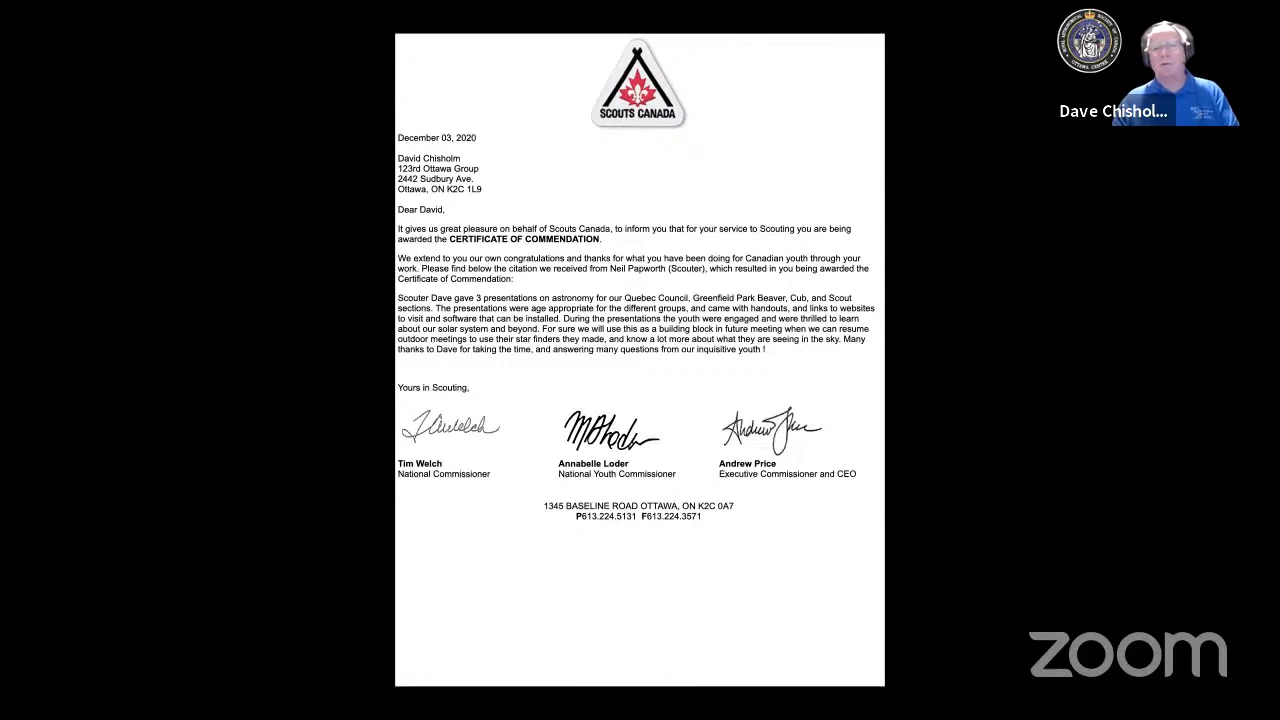 SCOUTS CANADA
December 03, 2020
David Chisholm
123rd Ottawa Group
2442 Sudbury Ave.
Ottawa, ON K2C 1L9
Dear David,
It gives us great pleasure on behalf of Scouts Canada, to inform you that for your service to Scouting you are being
awarded the CERTIFICATE OF COMMENDATION.
We extend to you our own congratulations and thanks for what you have been doing for Canadian youth through your
work. Please find below the citation we received from Neil Papworth (Scouter), which resulted in you being awarded the
Certificate of Commendation:
Scouter Dave gave 3 presentations on astronomy for our Quebec Council, Greenfield Park Beaver, Cub, and Scout
sections. The presentations were age appropriate for the different groups, and came with handouts, and links to websites
to visit and software that can be installed. During the presentations the youth were engaged and were thrilled to learn
about our solar system and beyond. For sure we will use this as a building block in future meeting when we can resume
outdoor meetings to use their star finders they made, and know a lot more about what they are seeing in the sky. Many
thanks to Dave for taking the time, and answering many questions from our inquisitive youth !
Yours in Scouting,
Tim Welch
National Commissioner
Annabelle Loder
National Youth Commissioner
Andrew Price
Executive Commissioner and CEO
1345 BASELINE ROAD OTTAWA, ON K2C 0A7
P613.224.5131 F613.224.3571
ROYAL ASTRONOMICAL SOCIETY OF CANADA
OTTAWA CENTRE
Dave Chishol...
zoom